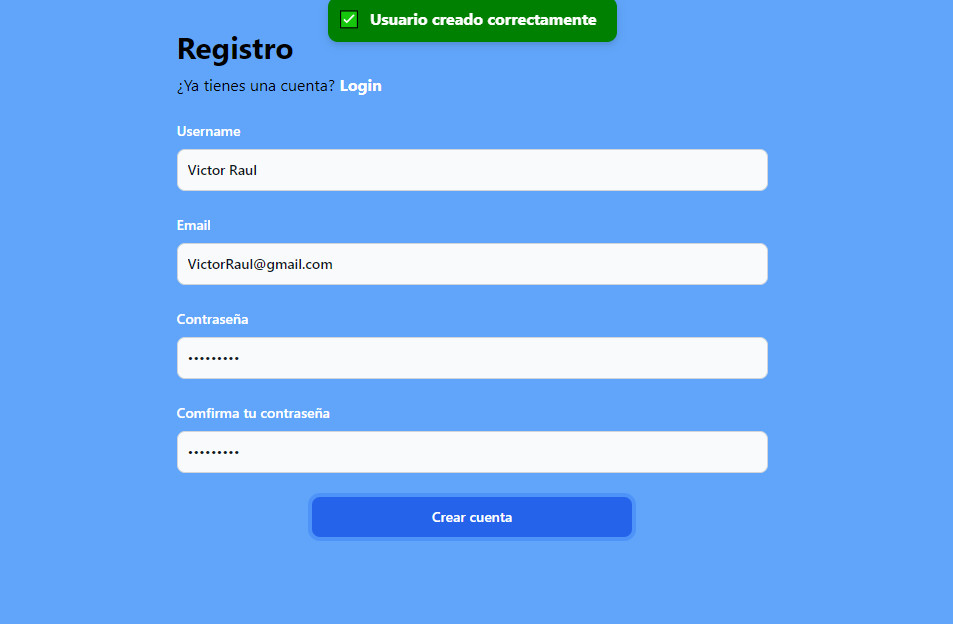 Usuario creado correctamente
Registro
¿Ya tienes una cuenta? Login
Username
Victor Raul
Email
VictorRaul@gmail.com
Contraseña
•••••••••
Comfirma tu contraseña
•••••••••
Crear cuenta